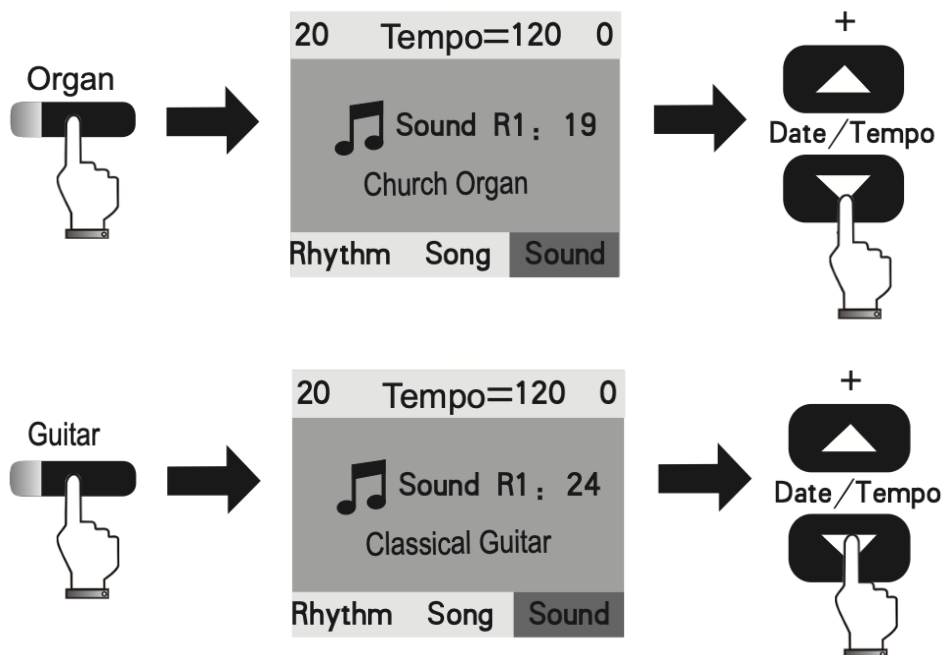 Organ
20 Tempo=120 0
Sound R1: 19
Church Organ
Rhythm Song Sound
+
Date/Tempo
Guitar
20 Tempo=120 0
Sound R1: 24
Classical Guitar
Rhythm Song Sound
+
Date/Tempo